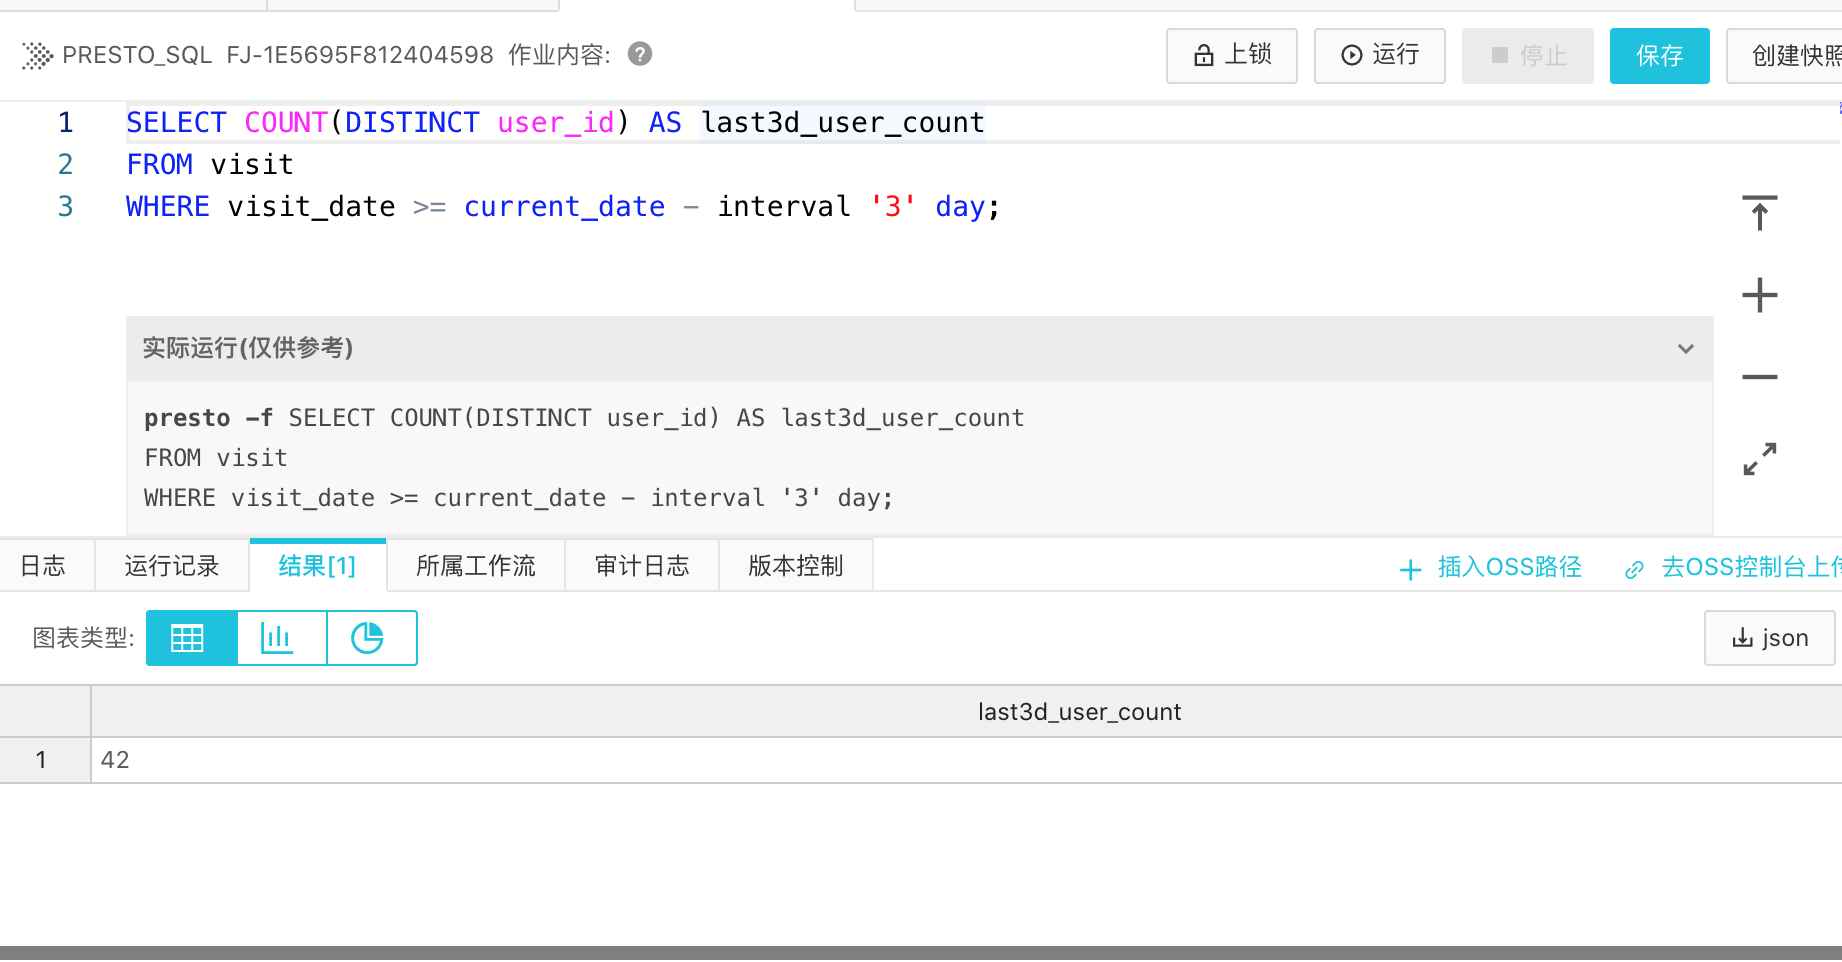 PRESTO_SQL FJ-1E5695F812404598 作业内容: ?
上锁 运行 停止 保存 创建快照
1 SELECT COUNT(DISTINCT user_id) AS last3d_user_count
2 FROM visit
3 WHERE visit_date >= current_date - interval '3' day;
实际运行(仅供参考)
presto -f SELECT COUNT(DISTINCT user_id) AS last3d_user_count
FROM visit
WHERE visit_date >= current_date - interval '3' day;
日志 运行记录 结果[1] 所属工作流 审计日志 版本控制 插入OSS路径 去OSS控制台上传
图表类型: json
last3d_user_count
1 42